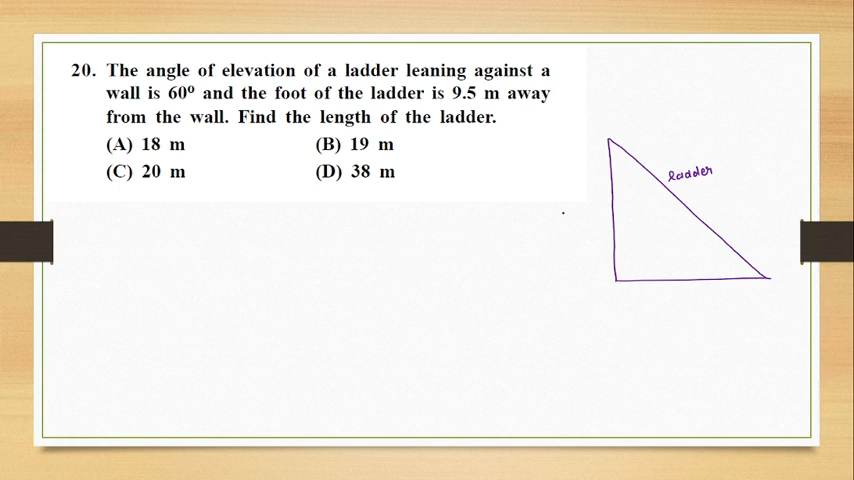 20. The angle of elevation of a ladder leaning against a
wall is 60⁰ and the foot of the ladder is 9.5 m away
from the wall. Find the length of the ladder.
(A) 18 m (B) 19 m
(C) 20 m (D) 38 m
ladder